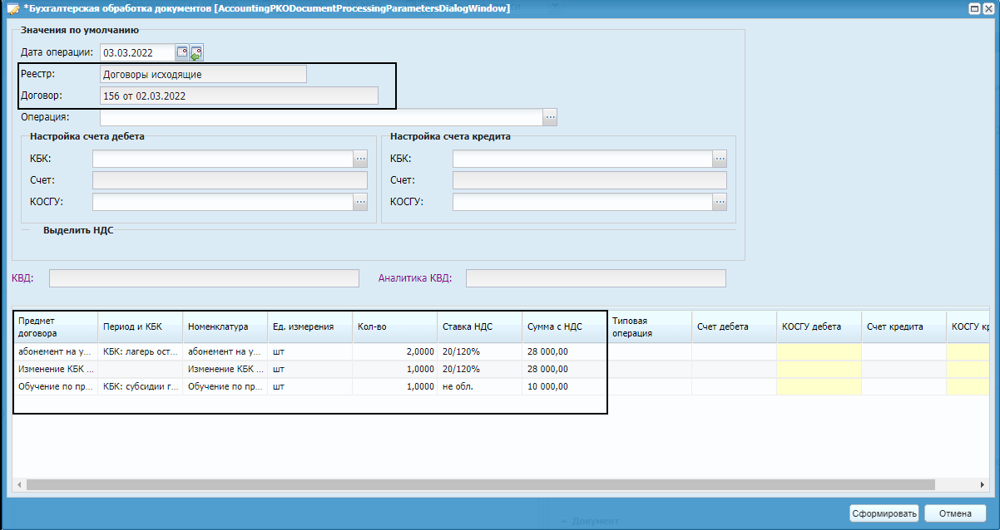 *Бухгалтерская обработка документов [AccountingPKODocumentProcessingParametersDialogWindow]
Значения по умолчанию
Дата операции: 03.03.2022
Реестр: Договоры исходящие
Договор: 156 от 02.03.2022
Операция:
Настройка счета дебета Настройка счета кредита
КБК: КБК:
Счет: Счет:
КОСГУ: КОСГУ:
Выделить НДС
КВД: Аналитика КВД:
Предмет договора Период и КБК Номенклатура Ед. измерения Кол-во Ставка НДС Сумма с НДС Типовая операция Счет дебета КОСГУ дебета Счет кредита КОСГУ кр
абонемент на у... КБК: лагерь ост... абонемент на у... шт 2,0000 20/120% 28 000,00
Изменение КБК ... Изменение КБК ... шт 1,0000 20/120% 28 000,00
Обучение по пр... КБК: субсидии г... Обучение по пр... шт 1,0000 не обл. 10 000,00
Сформировать Отмена
Документ